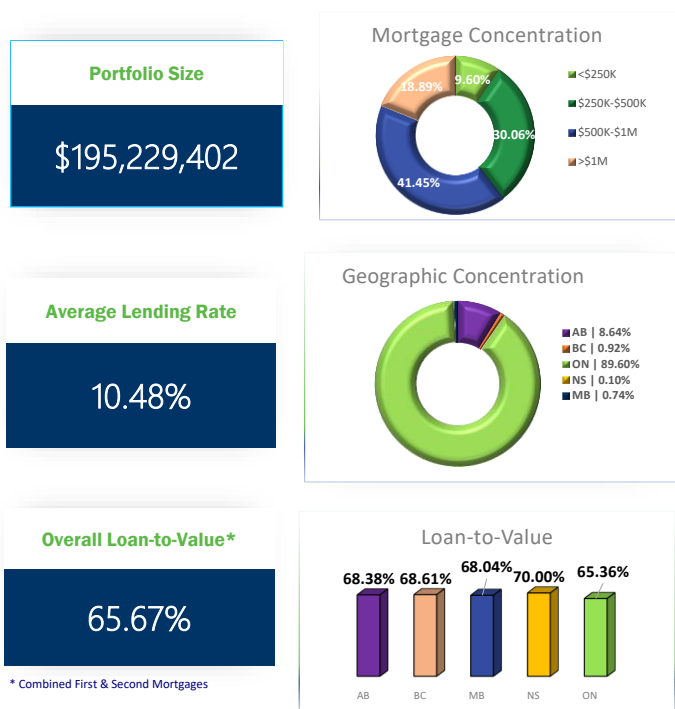 Portfolio Size
$195,229,402
Mortgage Concentration
9.60%
18.89%
30.06%
41.45%
<$250K
$250K-$500K
$500K-$1M
>$1M
Average Lending Rate
10.48%
Geographic Concentration
AB | 8.64%
BC | 0.92%
ON | 89.60%
NS | 0.10%
MB | 0.74%
Overall Loan-to-Value*
65.67%
* Combined First & Second Mortgages
Loan-to-Value
68.38% 68.61% 68.04% 70.00% 65.36%
AB BC MB NS ON